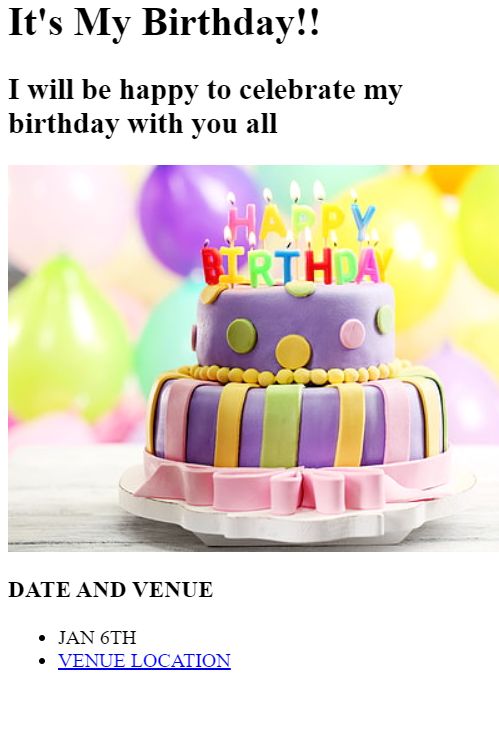 It's My Birthday!!
I will be happy to celebrate my
birthday with you all
HAPPY
BIRTHDAY
DATE AND VENUE
JAN 6TH
VENUE LOCATION